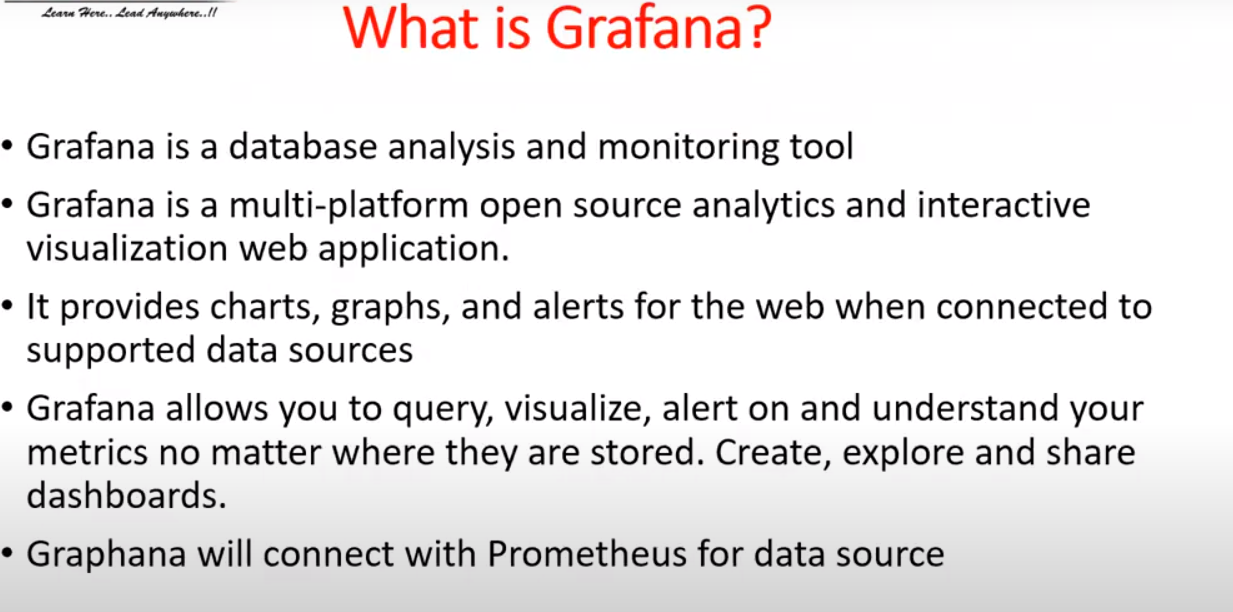 Learn Here.. Lead Anywhere..!!
What is Grafana?
• Grafana is a database analysis and monitoring tool
• Grafana is a multi-platform open source analytics and interactive
visualization web application.
• It provides charts, graphs, and alerts for the web when connected to
supported data sources
• Grafana allows you to query, visualize, alert on and understand your
metrics no matter where they are stored. Create, explore and share
dashboards.
• Graphana will connect with Prometheus for data source